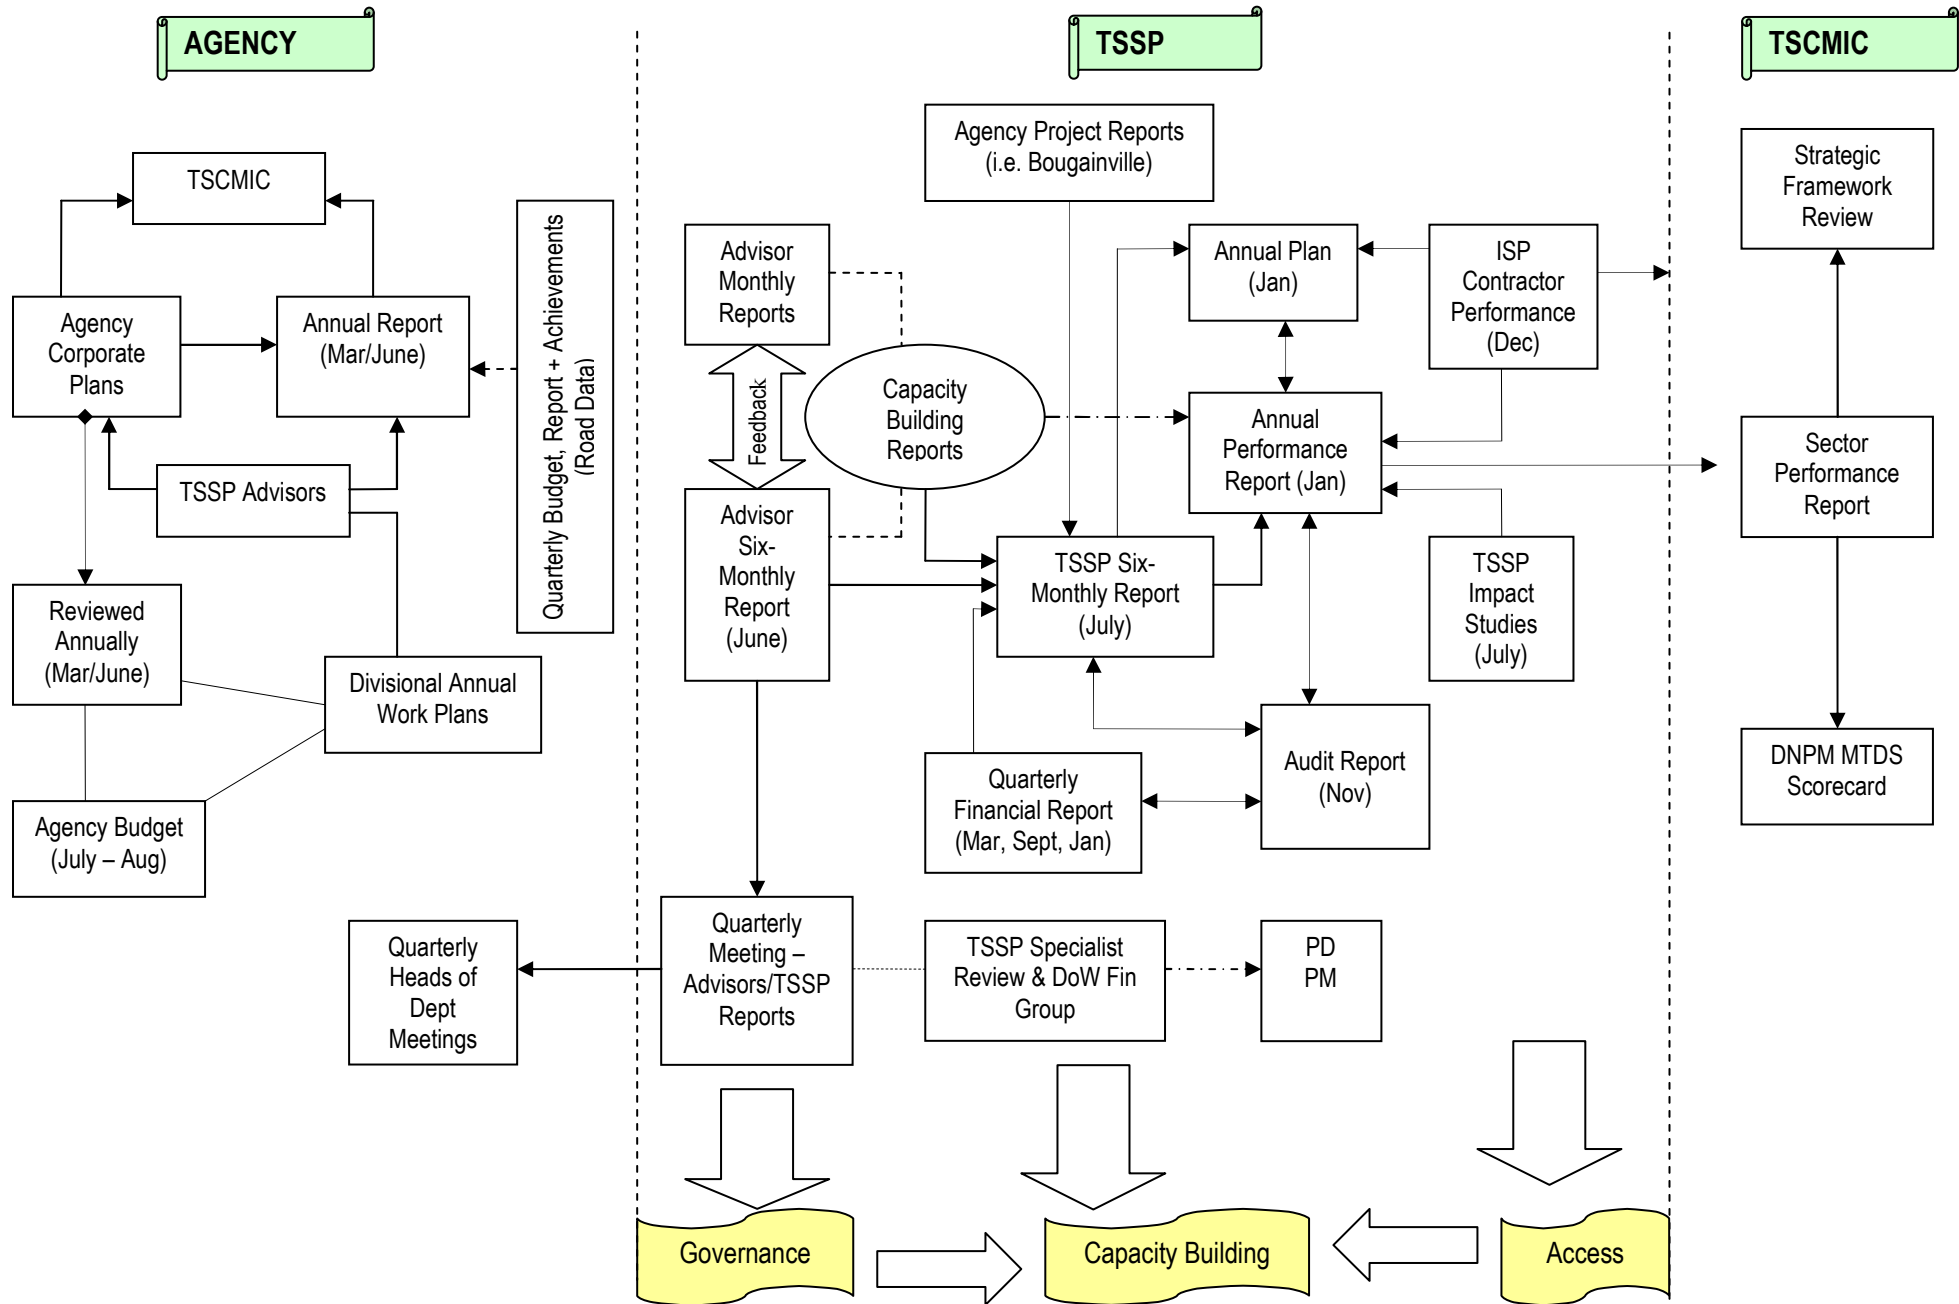 AGENCY
TSSP
TSCMIC
TSCMIC
Agency
Corporate
Plans
Annual Report
(Mar/June)
TSSP Advisors
Reviewed
Annually
(Mar/June)
Divisional Annual
Work Plans
Agency Budget
(July – Aug)
Quarterly Budget, Report + Achievements
(Road Data)
Quarterly
Heads of
Dept
Meetings
Agency Project Reports
(i.e. Bougainville)
Advisor
Monthly
Reports
Feedback
Capacity
Building
Reports
Advisor
Six-
Monthly
Report
(June)
Annual Plan
(Jan)
ISP
Contractor
Performance
(Dec)
Annual
Performance
Report (Jan)
TSSP Six-
Monthly Report
(July)
TSSP
Impact
Studies
(July)
Quarterly
Financial Report
(Mar, Sept, Jan)
Audit Report
(Nov)
Quarterly
Meeting –
Advisors/TSSP
Reports
TSSP Specialist
Review & DoW Fin
Group
PD
PM
Strategic
Framework
Review
Sector
Performance
Report
DNPM MTDS
Scorecard
Governance
Capacity Building
Access